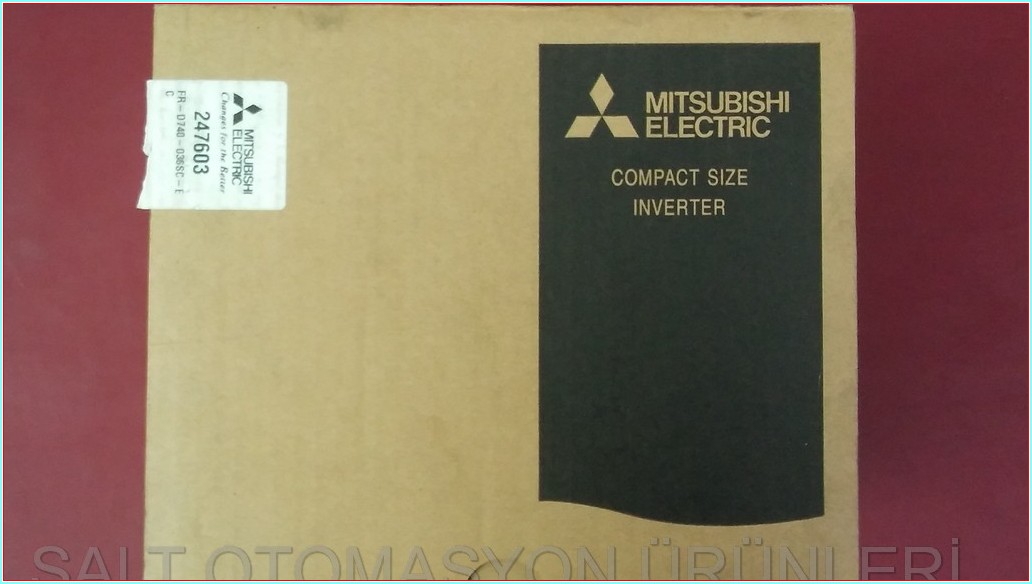 MITSUBISHI
ELECTRIC
COMPACT SIZE
INVERTER
MITSUBISHI
ELECTRIC
Changes for the Better
247603
FR-D740-036SC-E
C
SALT OTOMASYON ÜRÜNLERİ